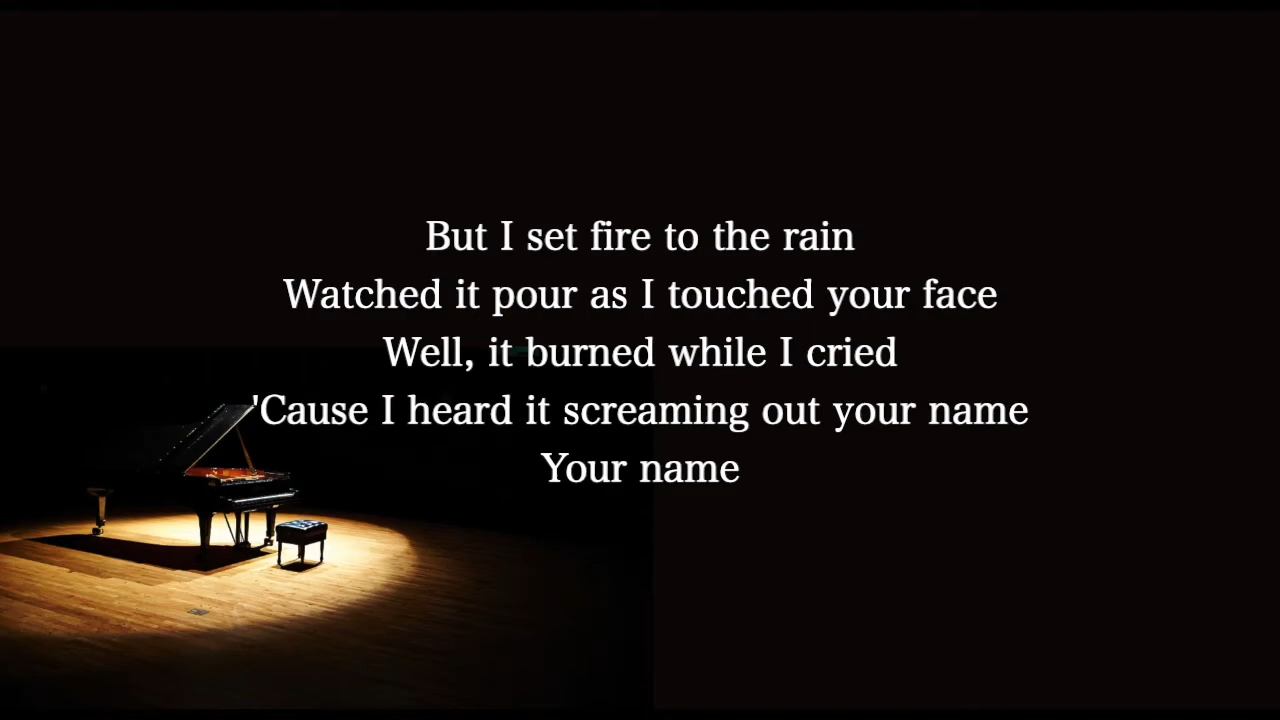 But I set fire to the rain
Watched it pour as I touched your face
Well, it burned while I cried
'Cause I heard it screaming out your name
Your name